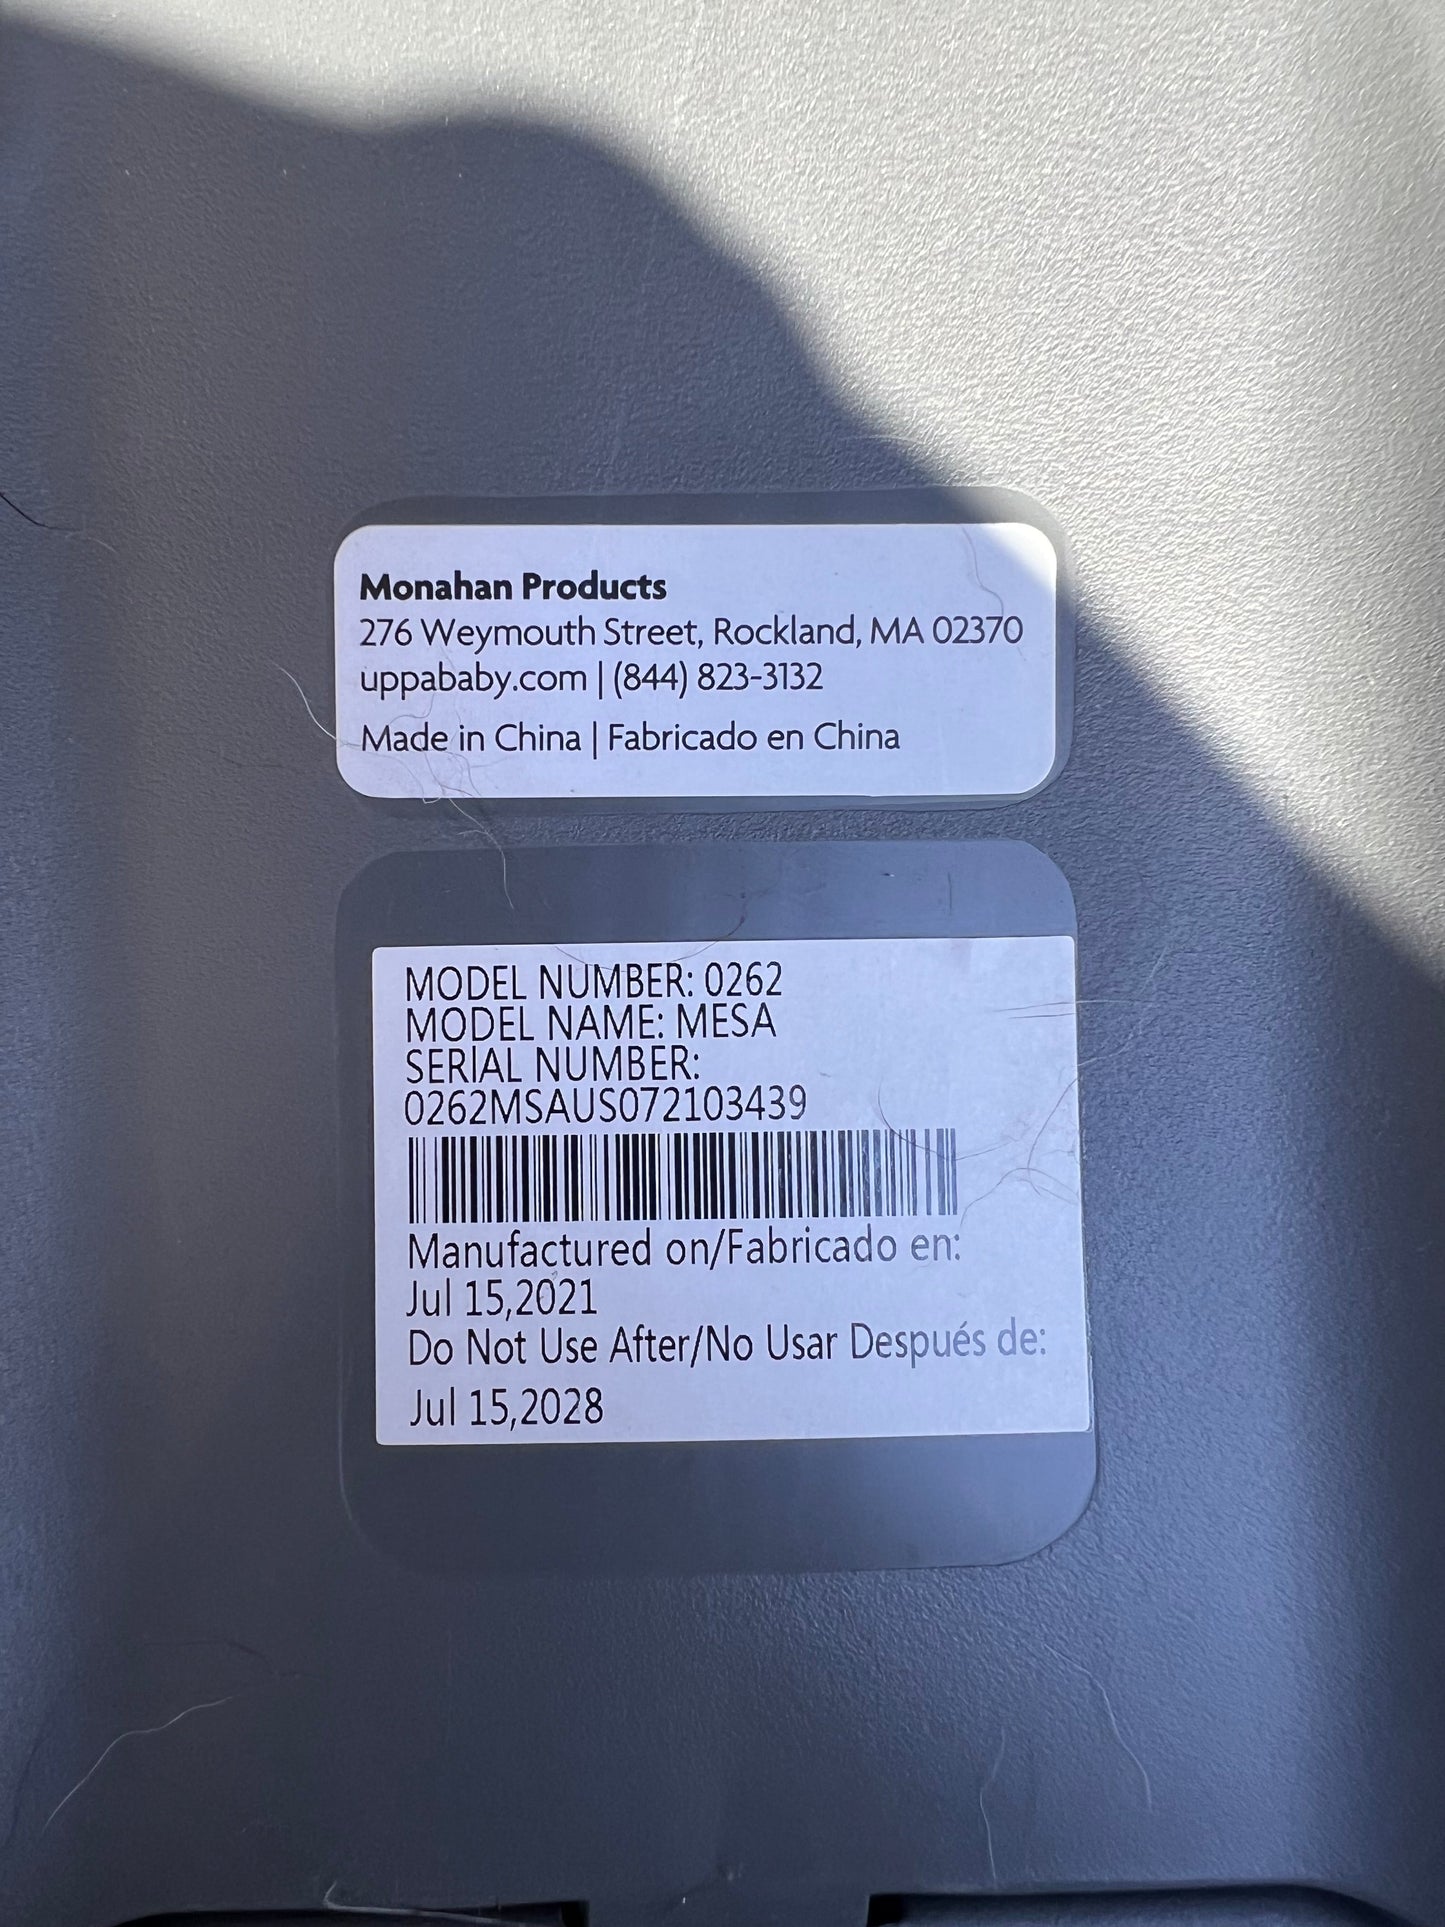 Monahan Products
276 Weymouth Street, Rockland, MA 02370
uppababy.com | (844) 823-3132
Made in China | Fabricado en China
MODEL NUMBER: 0262
MODEL NAME: MESA
SERIAL NUMBER:
0262MSAUS072103439
Manufactured on/Fabricado en:
Jul 15,2021
Do Not Use After/No Usar Después de:
Jul 15,2028